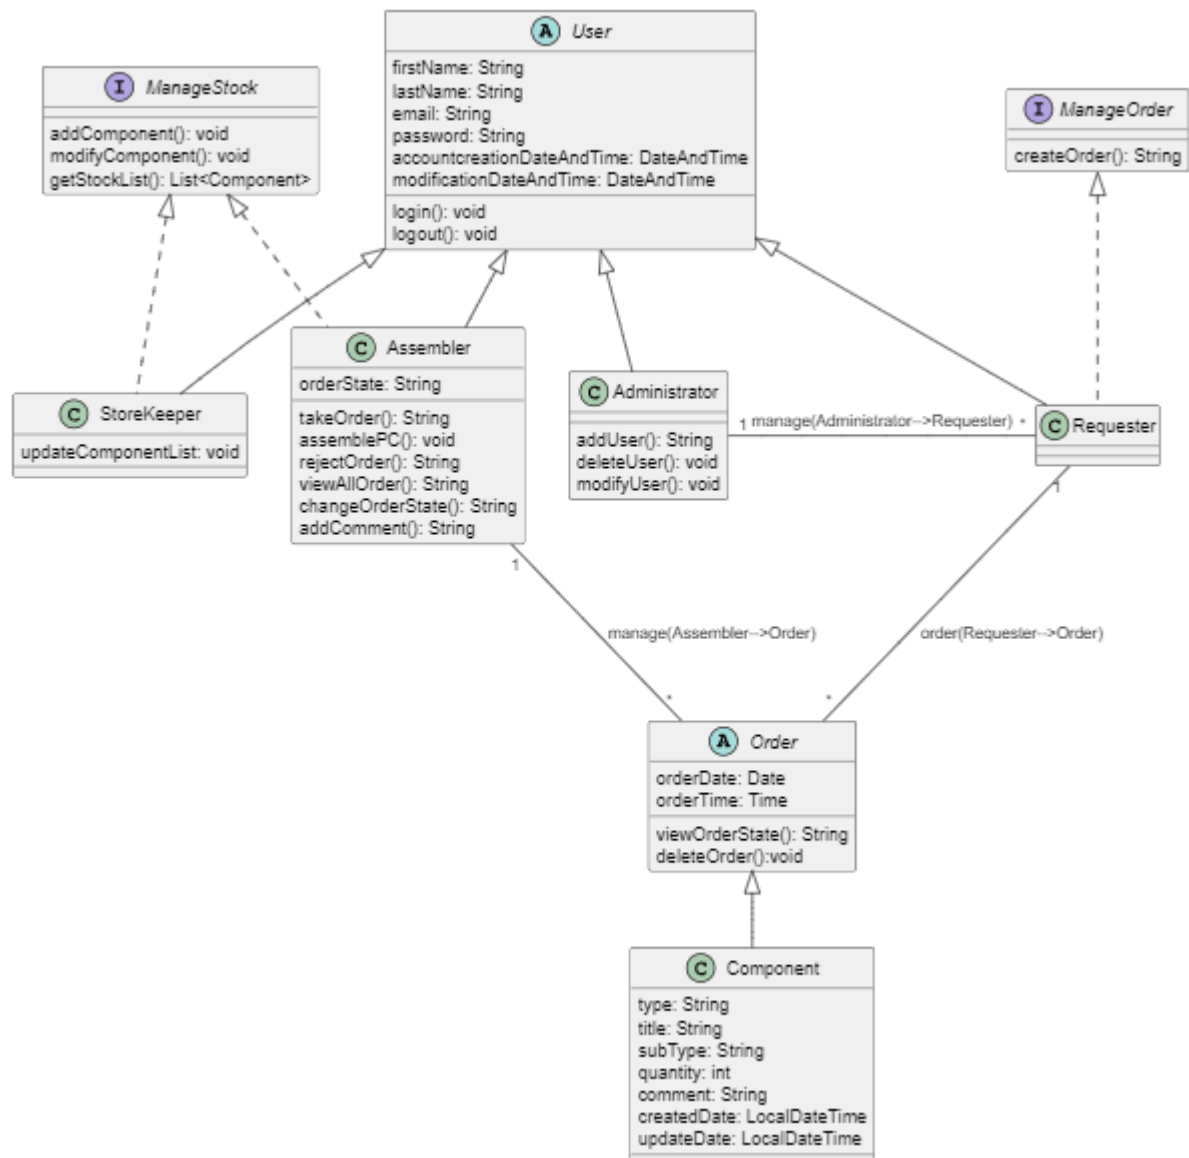 A User
firstName: String
lastName: String
email: String
password: String
accountcreationDateAndTime: DateAndTime
modificationDateAndTime: DateAndTime
login(): void
logout(): void
I ManageStock
addComponent(): void
modifyComponent(): void
getStockList(): List<Component>
I ManageOrder
createOrder(): String
C StoreKeeper
updateComponentList: void
C Assembler
orderState: String
takeOrder(): String
assemblePC(): void
rejectOrder(): String
viewAllOrder(): String
changeOrderState(): String
addComment(): String
C Administrator
addUser(): String
deleteUser(): void
modifyUser(): void
1 manage(Administrator-->Requester) *
C Requester
1
1
manage(Assembler-->Order)
order(Requester-->Order)
*
*
A Order
orderDate: Date
orderTime: Time
viewOrderState(): String
deleteOrder():void
C Component
type: String
title: String
subType: String
quantity: int
comment: String
createdDate: LocalDateTime
updateDate: LocalDateTime